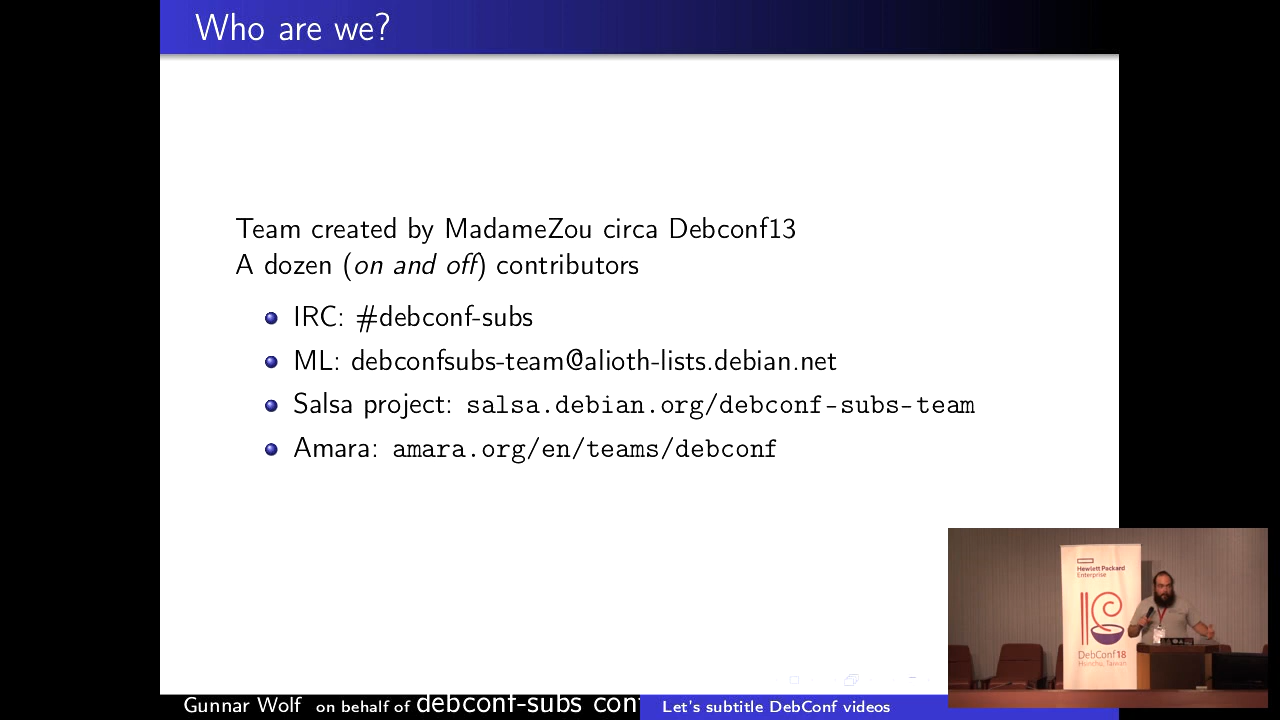 Who are we?
Team created by MadameZou circa Debconf13
A dozen (on and off) contributors
IRC: #debconf-subs
ML: debconfsubs-team@alioth-lists.debian.net
Salsa project: salsa.debian.org/debconf-subs-team
Amara: amara.org/en/teams/debconf
Hewlett Packard
Enterprise
DebConf18
Hsinchu, Taiwan
Gunnar Wolf on behalf of debconf-subs con
Let's subtitle DebConf videos